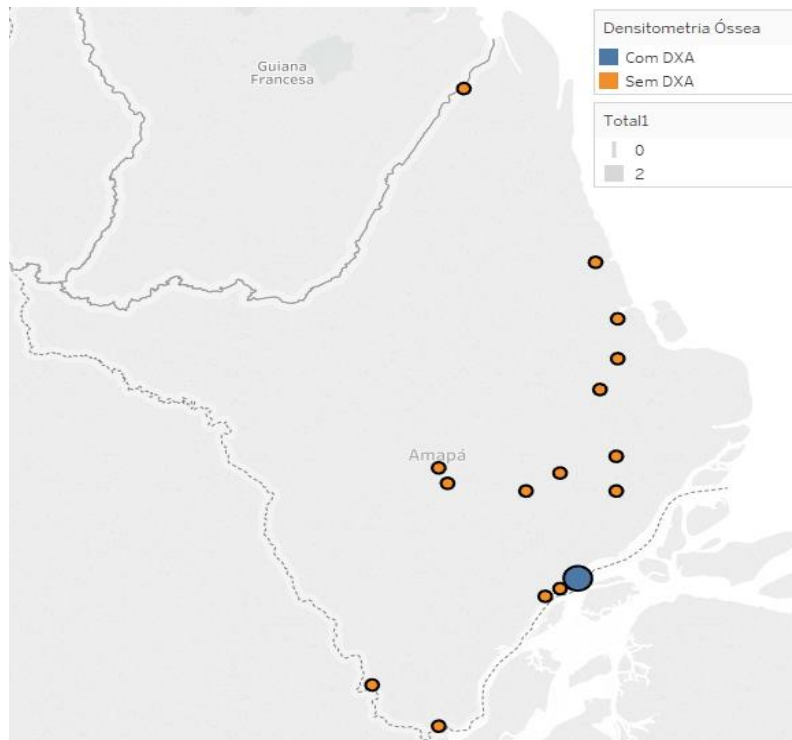 Guiana
Francesa
Densitometria Óssea
Com DXA
Sem DXA
Total1
0
2
Amapá